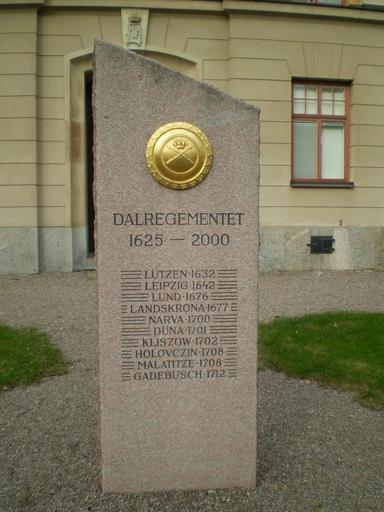 DALREGEMENTET
1625 — 2000
LÜTZEN·1632
LEIPZIG·1642
LUND·1676
LANDSKRONA·1677
NARVA·1700
DÜNA·1701
KLISZOW·1702
HOLOVCZIN·1708
MALATITZE·1708
GADEBUSCH·1712